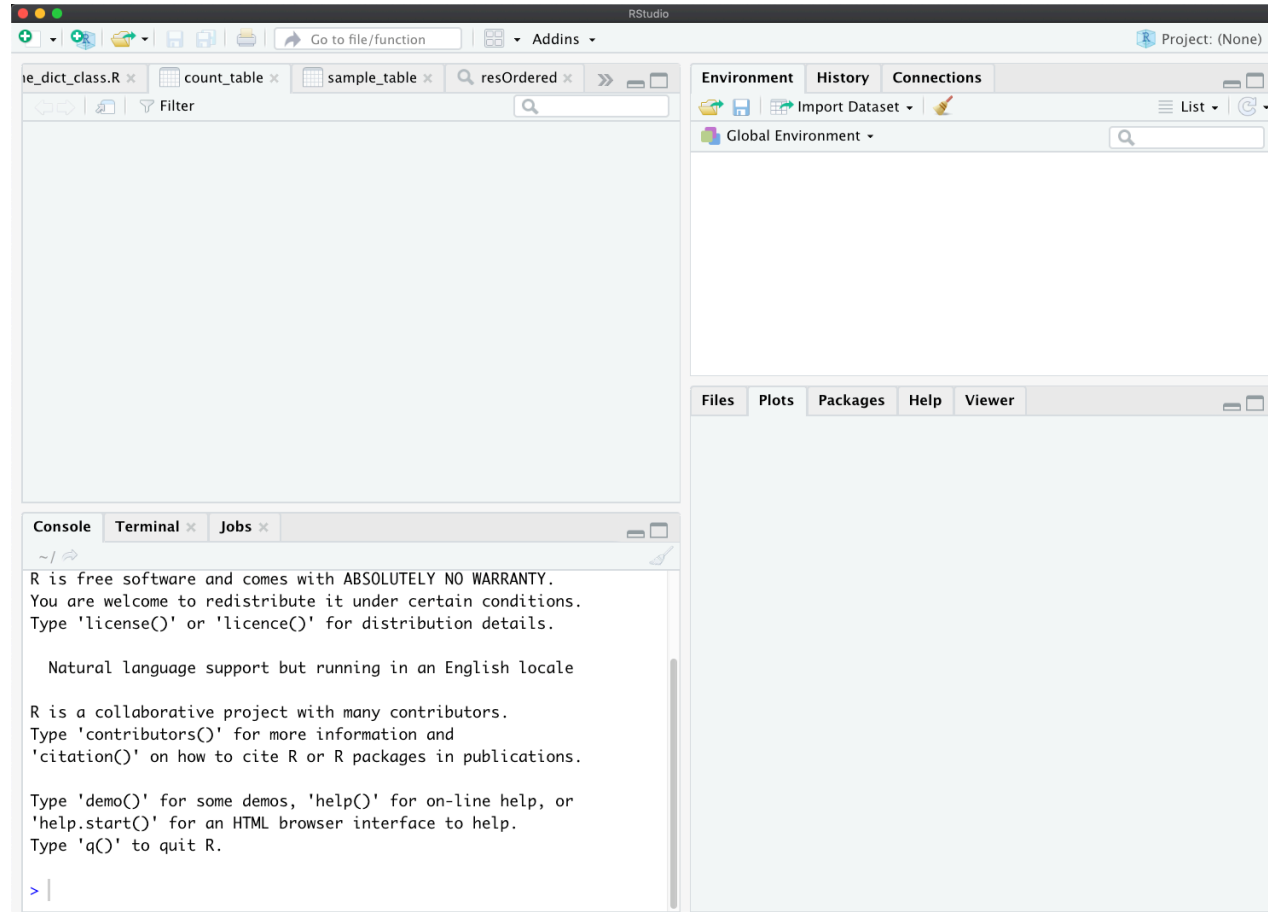 RStudio
Go to file/function Addins Project: (None)
ne_dict_class.R count_table sample_table resOrdered
Filter
Console Terminal Jobs
~/
R is free software and comes with ABSOLUTELY NO WARRANTY.
You are welcome to redistribute it under certain conditions.
Type 'license()' or 'licence()' for distribution details.
Natural language support but running in an English locale
R is a collaborative project with many contributors.
Type 'contributors()' for more information and
'citation()' on how to cite R or R packages in publications.
Type 'demo()' for some demos, 'help()' for on-line help, or
'help.start()' for an HTML browser interface to help.
Type 'q()' to quit R.
>
Environment History Connections
Import Dataset List
Global Environment
Files Plots Packages Help Viewer